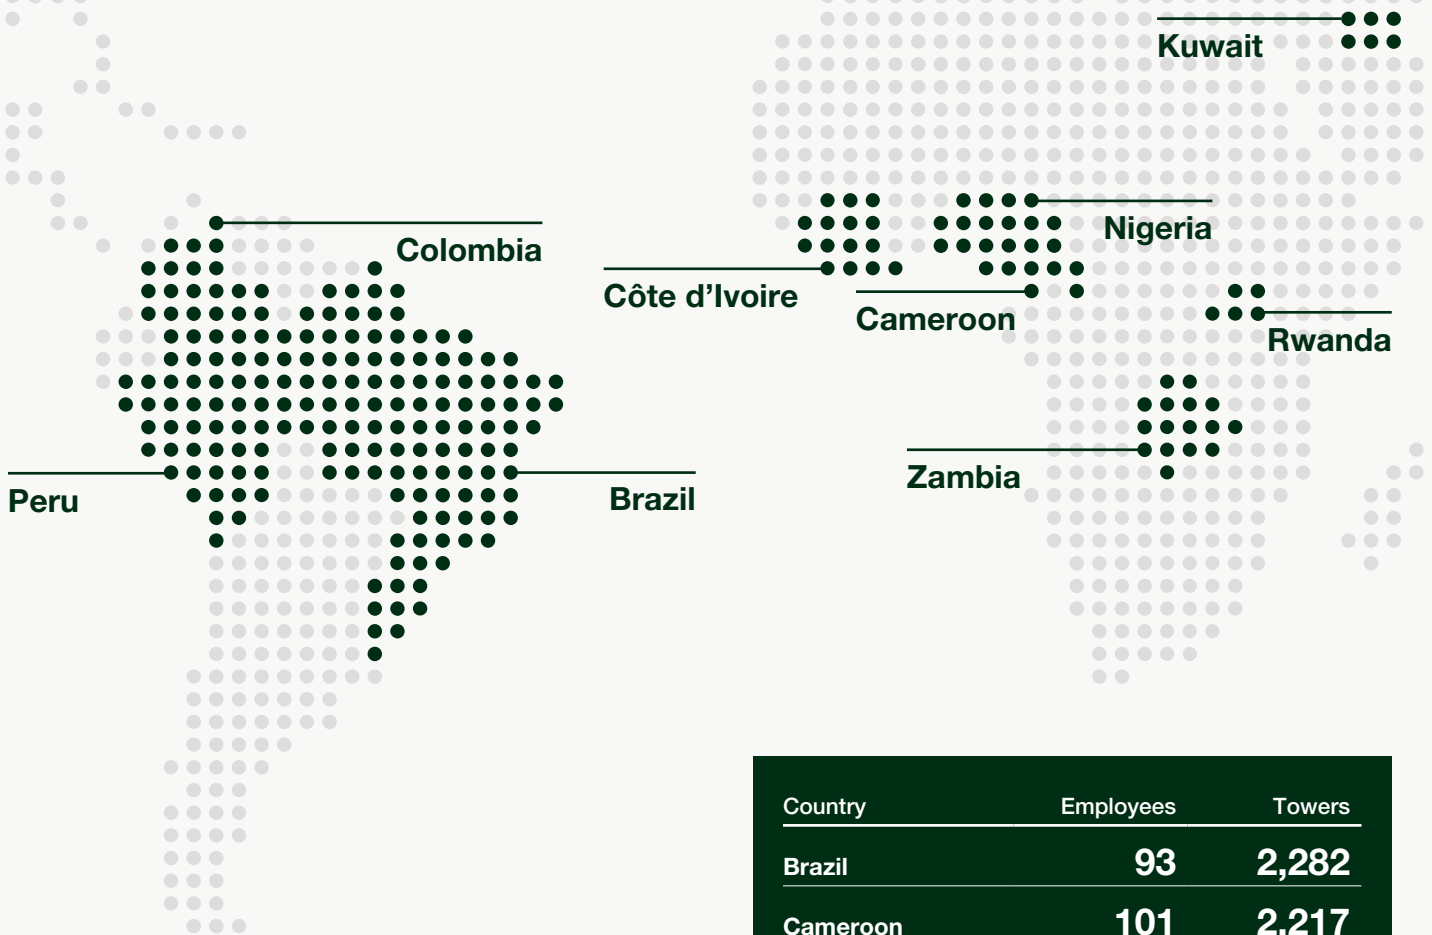 Kuwait
Nigeria
Colombia
Côte d’Ivoire
Cameroon
Rwanda
Zambia
Peru
Brazil
Country Employees Towers
Brazil 93 2,282
Cameroon 101 2,217